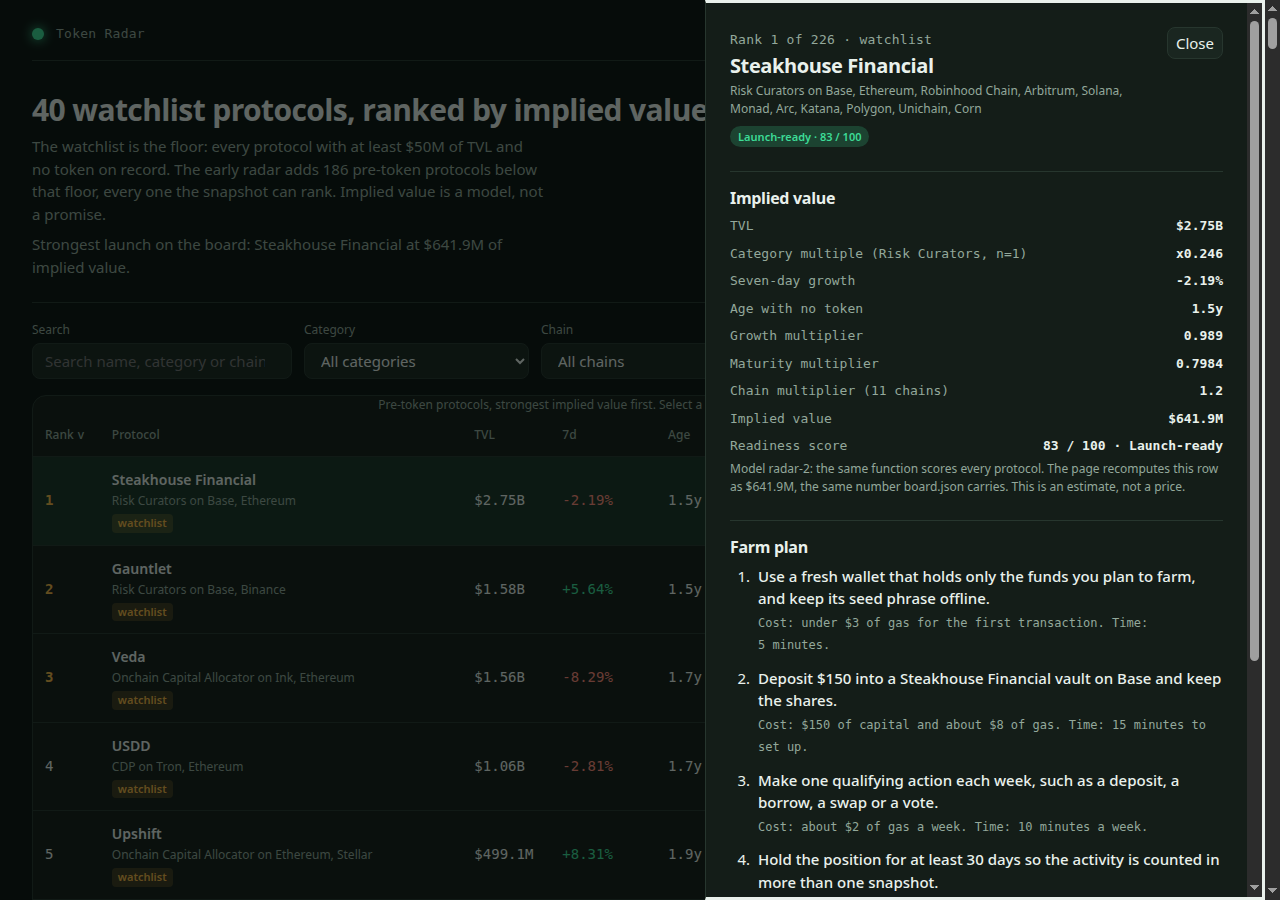 Token Radar
40 watchlist protocols, ranked by implied value
The watchlist is the floor: every protocol with at least $50M of TVL and
no token on record. The early radar adds 186 pre-token protocols below
that floor, every one the snapshot can rank. Implied value is a model, not
a promise.
Strongest launch on the board: Steakhouse Financial at $641.9M of
implied value.
Search
Category
Chain
Search name, category or chain
All categories
All chains
Pre-token protocols, strongest implied value first. Select a
Rank v Protocol TVL 7d Age
1 Steakhouse Financial $2.75B -2.19% 1.5y
Risk Curators on Base, Ethereum
watchlist
2 Gauntlet $1.58B +5.64% 1.5y
Risk Curators on Base, Binance
watchlist
3 Veda $1.56B -8.29% 1.7y
Onchain Capital Allocator on Ink, Ethereum
watchlist
4 USDD $1.06B -2.81% 1.7y
CDP on Tron, Ethereum
watchlist
5 Upshift $499.1M +8.31% 1.9y
Onchain Capital Allocator on Ethereum, Stellar
watchlist
Rank 1 of 226 · watchlist
Close
Steakhouse Financial
Risk Curators on Base, Ethereum, Robinhood Chain, Arbitrum, Solana,
Monad, Arc, Katana, Polygon, Unichain, Corn
Launch-ready · 83 / 100
Implied value
TVL $2.75B
Category multiple (Risk Curators, n=1) x0.246
Seven-day growth -2.19%
Age with no token 1.5y
Growth multiplier 0.989
Maturity multiplier 0.7984
Chain multiplier (11 chains) 1.2
Implied value $641.9M
Readiness score 83 / 100 · Launch-ready
Model radar-2: the same function scores every protocol. The page recomputes this row
as $641.9M, the same number board.json carries. This is an estimate, not a price.
Farm plan
1. Use a fresh wallet that holds only the funds you plan to farm,
and keep its seed phrase offline.
Cost: under $3 of gas for the first transaction. Time:
5 minutes.
2. Deposit $150 into a Steakhouse Financial vault on Base and keep
the shares.
Cost: $150 of capital and about $8 of gas. Time: 15 minutes to
set up.
3. Make one qualifying action each week, such as a deposit, a
borrow, a swap or a vote.
Cost: about $2 of gas a week. Time: 10 minutes a week.
4. Hold the position for at least 30 days so the activity is counted in
more than one snapshot.